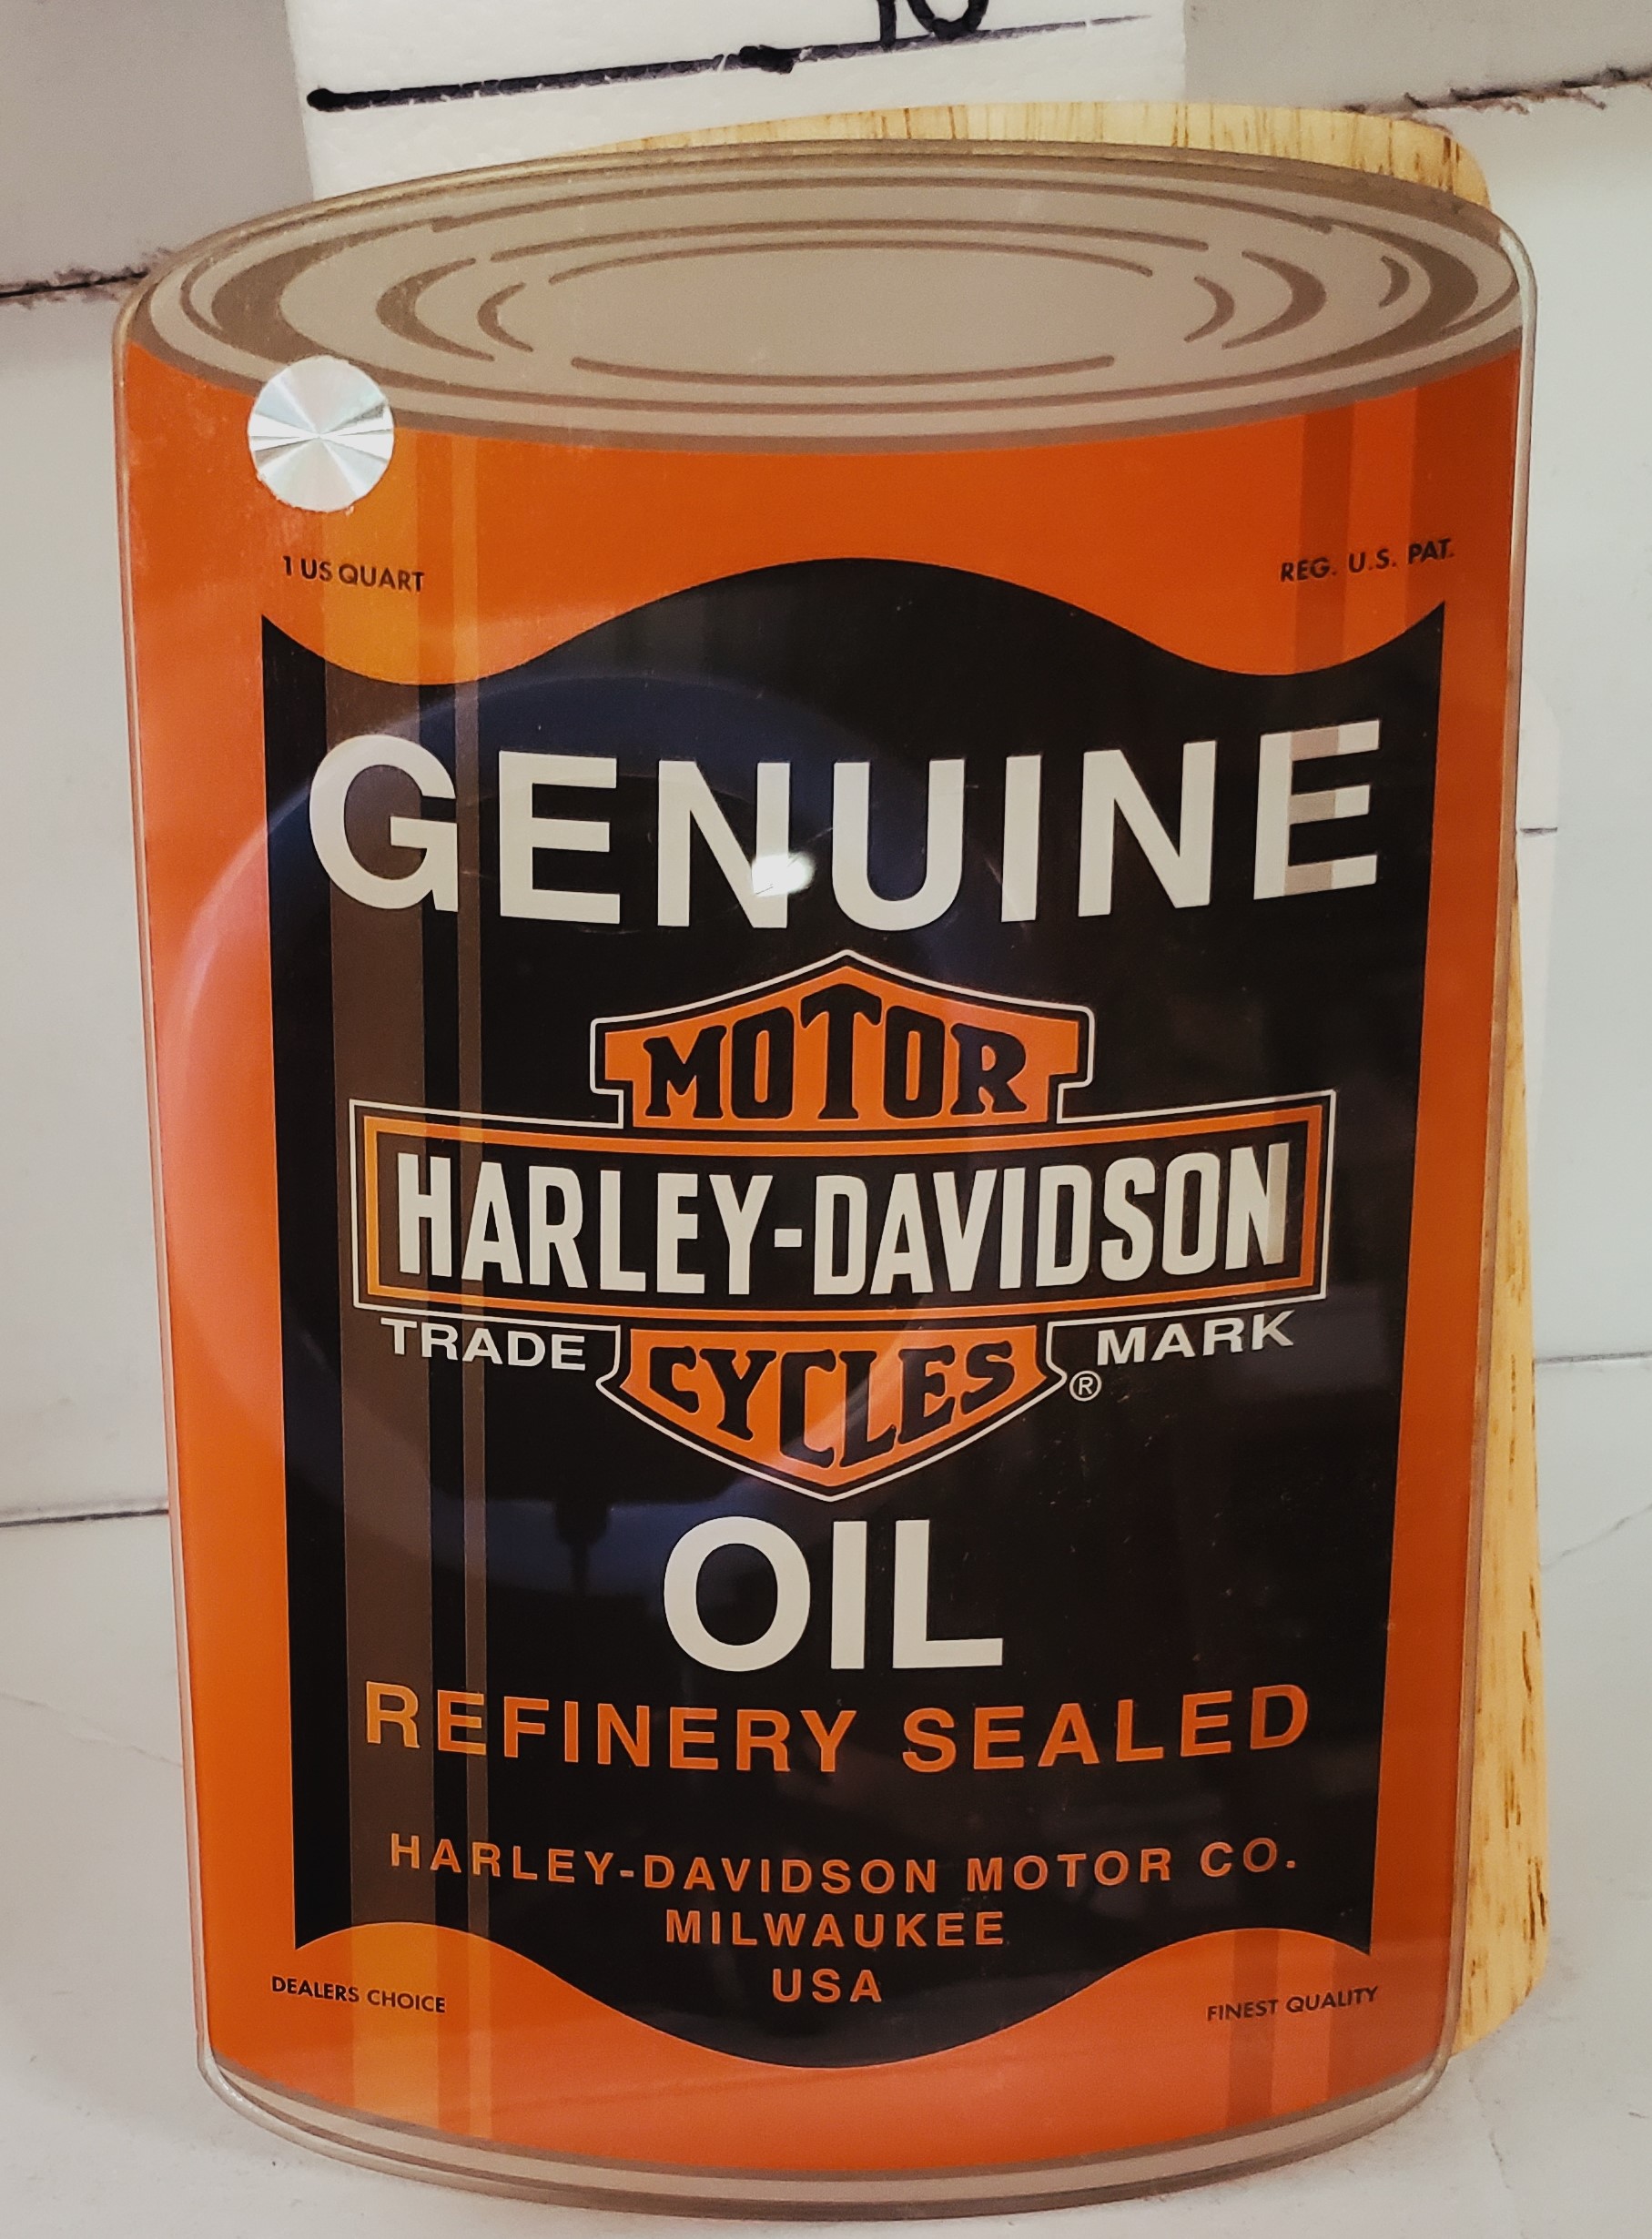 10
1 US QUART
REG. U.S. PAT.
GENUINE
MOTOR
HARLEY-DAVIDSON
TRADE MARK
CYCLES ®
OIL
REFINERY SEALED
HARLEY-DAVIDSON MOTOR CO.
MILWAUKEE
USA
DEALERS CHOICE
FINEST QUALITY